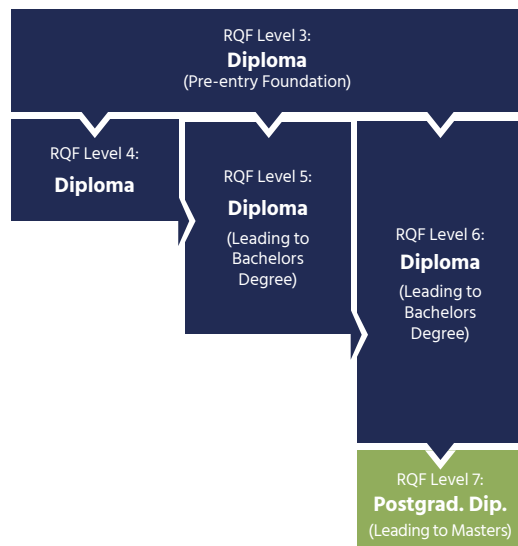 RQF Level 3:
Diploma
(Pre-entry Foundation)
RQF Level 4:
Diploma
RQF Level 5:
Diploma
(Leading to
Bachelors
Degree)
RQF Level 6:
Diploma
(Leading to
Bachelors
Degree)
RQF Level 7:
Postgrad. Dip.
(Leading to Masters)